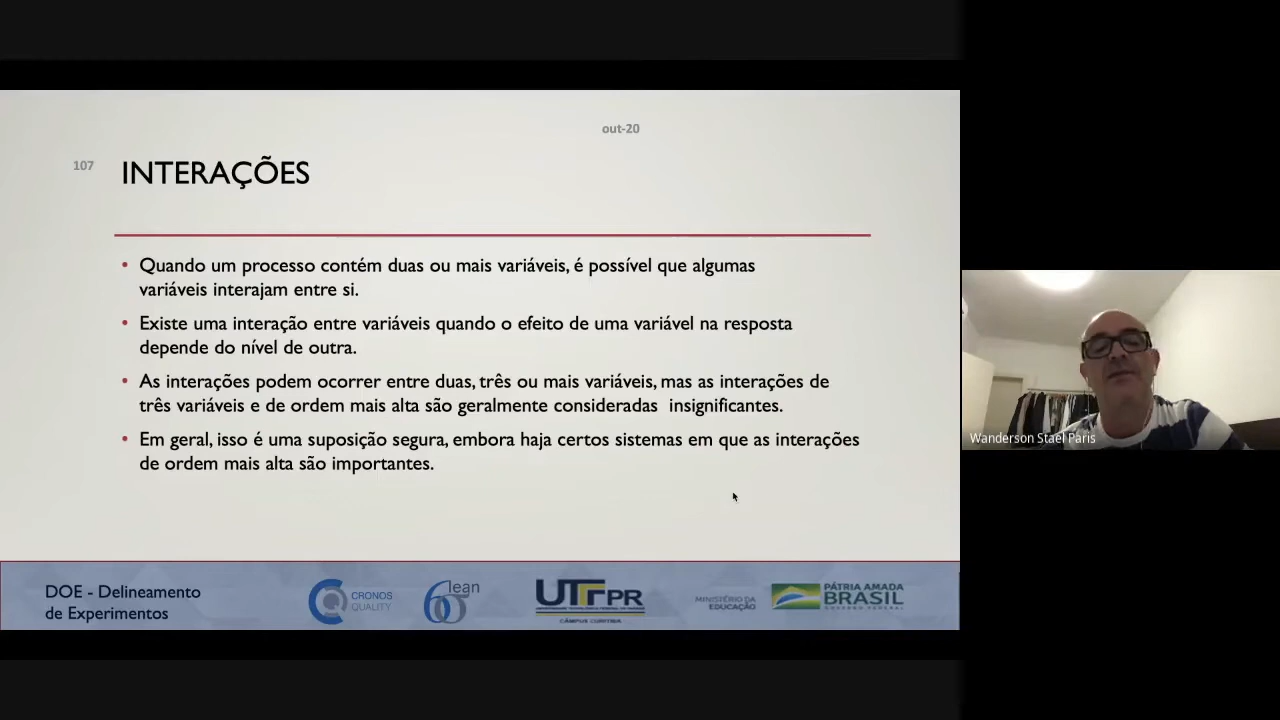 out-20
107
INTERAÇÕES
• Quando um processo contém duas ou mais variáveis, é possível que algumas
variáveis interajam entre si.
• Existe uma interação entre variáveis quando o efeito de uma variável na resposta
depende do nível de outra.
• As interações podem ocorrer entre duas, três ou mais variáveis, mas as interações de
três variáveis e de ordem mais alta são geralmente consideradas insignificantes.
• Em geral, isso é uma suposição segura, embora haja certos sistemas em que as interações
de ordem mais alta são importantes.
Wanderson Stael Paris
DOE - Delineamento
de Experimentos
CRONOS
QUALITY
lean
UTFPR
CÂMPUS CURITIBA
MINISTÉRIO DA
EDUCAÇÃO
PÁTRIA AMADA
BRASIL
GOVERNO FEDERAL